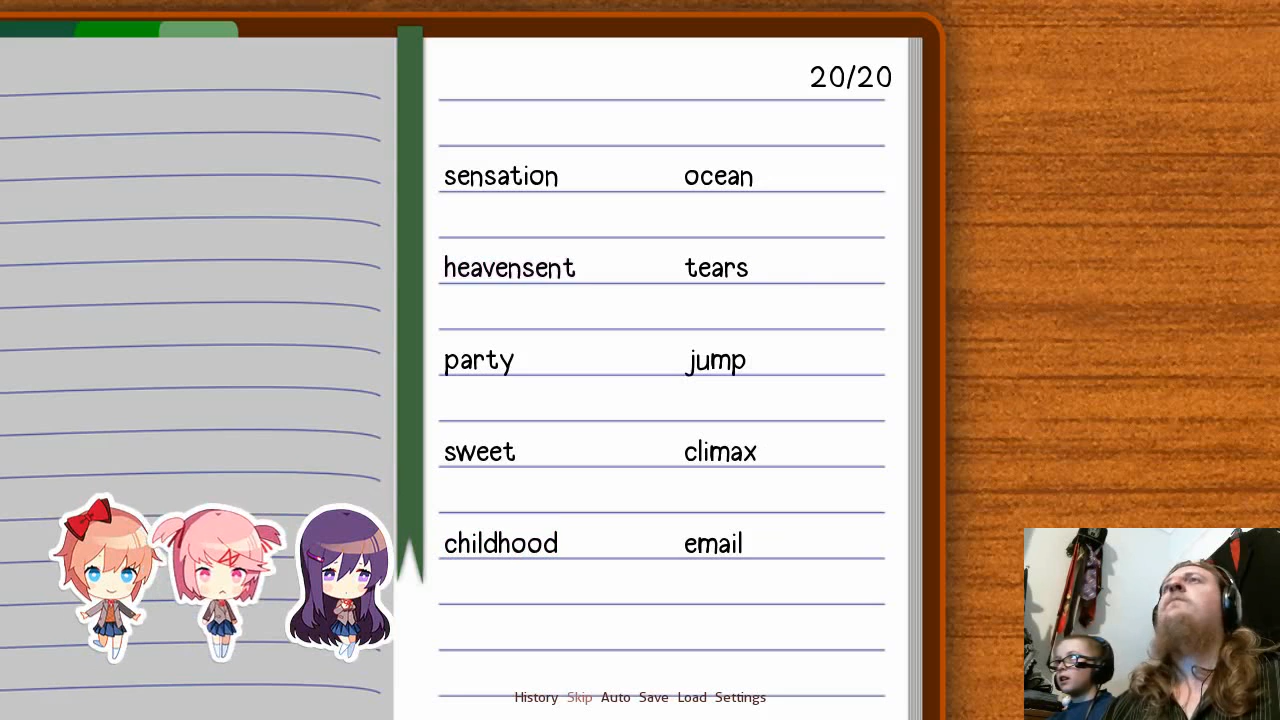 20/20
sensation ocean
heavensent tears
party jump
sweet climax
childhood email
History Skip Auto Save Load Settings